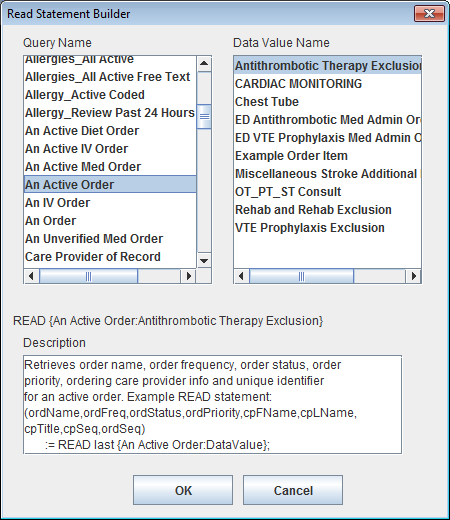 Read Statement Builder
Query Name
Allergies_All Active
Allergies_All Active Free Text
Allergy_Active Coded
Allergy_Review Past 24 Hours
An Active Diet Order
An Active IV Order
An Active Med Order
An Active Order
An IV Order
An Order
An Unverified Med Order
Care Provider of Record
Data Value Name
Antithrombotic Therapy Exclusion
CARDIAC MONITORING
Chest Tube
ED Antithrombotic Med Admin
ED VTE Prophylaxis Med Admin
Example Order Item
Miscellaneous Stroke Additional
OT_PT_ST Consult
Rehab and Rehab Exclusion
VTE Prophylaxis Exclusion
READ {An Active Order:Antithrombotic Therapy Exclusion}
Description
Retrieves order name, order frequency, order status, order
priority, ordering care provider info and unique identifier
for an active order. Example READ statement:
(ordName,ordFreq,ordStatus,ordPriority,cpFName,cpLName,
cpTitle,cpSeq,ordSeq)
:= READ last {An Active Order:DataValue};
OK
Cancel